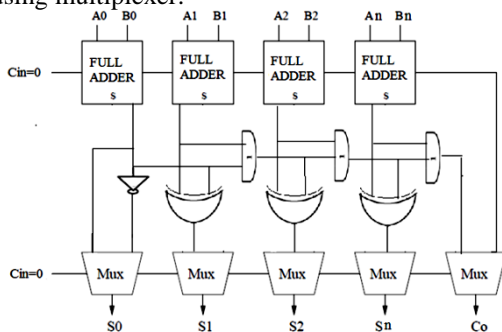 using multiplexer.
A0 B0 A1 B1 A2 B2 An Bn
Cin=0 FULL ADDER s FULL ADDER s FULL ADDER s FULL ADDER s
Cin=0 Mux Mux Mux Mux Mux
S0 S1 S2 Sn Co